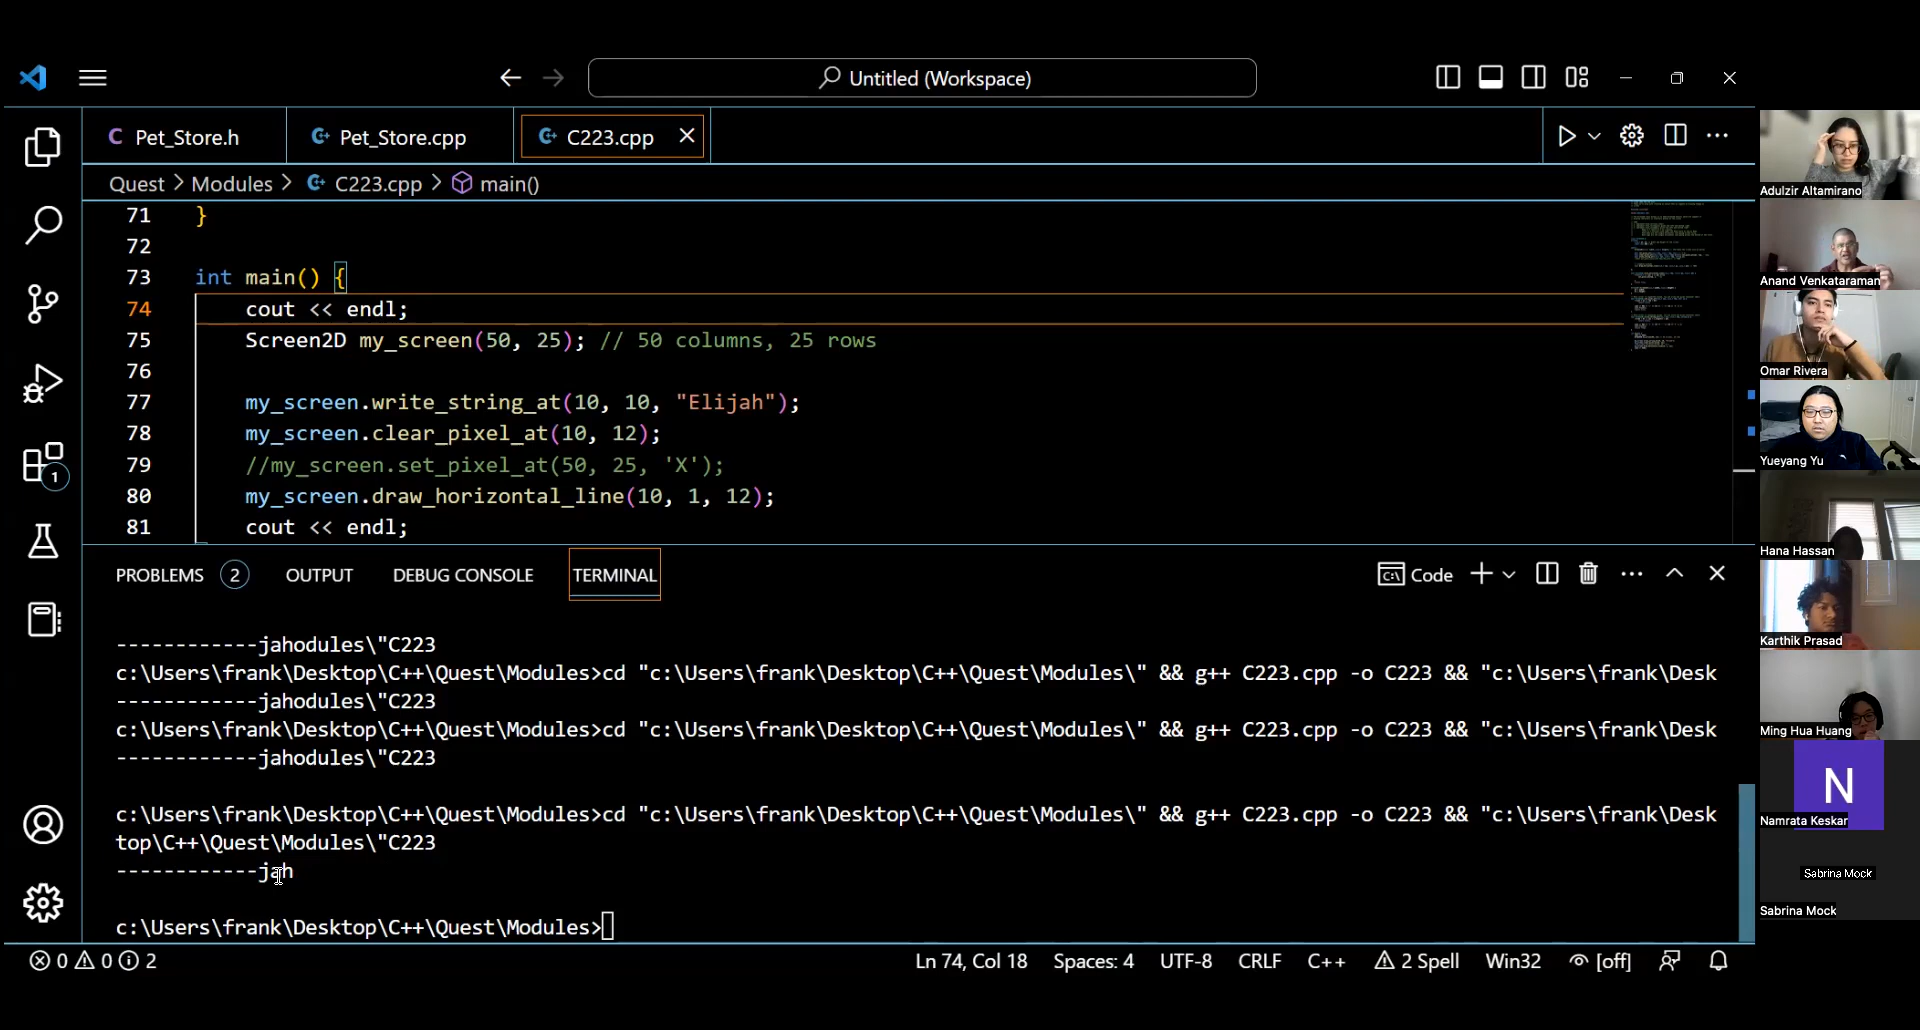 Untitled (Workspace)
Pet_Store.h
Pet_Store.cpp
C223.cpp
Quest > Modules > C223.cpp > main()
71 }
72
73 int main() {
74 cout << endl;
75 Screen2D my_screen(50, 25); // 50 columns, 25 rows
76
77 my_screen.write_string_at(10, 10, "Elijah");
78 my_screen.clear_pixel_at(10, 12);
79 //my_screen.set_pixel_at(50, 25, 'X');
80 my_screen.draw_horizontal_line(10, 1, 12);
81 cout << endl;
1
PROBLEMS 2 OUTPUT DEBUG CONSOLE TERMINAL
Code
------------jahodules\"C223
c:\Users\frank\Desktop\C++\Quest\Modules>cd "c:\Users\frank\Desktop\C++\Quest\Modules\" && g++ C223.cpp -o C223 && "c:\Users\frank\Desk
------------jahodules\"C223
c:\Users\frank\Desktop\C++\Quest\Modules>cd "c:\Users\frank\Desktop\C++\Quest\Modules\" && g++ C223.cpp -o C223 && "c:\Users\frank\Desk
------------jahodules\"C223
c:\Users\frank\Desktop\C++\Quest\Modules>cd "c:\Users\frank\Desktop\C++\Quest\Modules\" && g++ C223.cpp -o C223 && "c:\Users\frank\Desk
top\C++\Quest\Modules\"C223
------------jah
c:\Users\frank\Desktop\C++\Quest\Modules>
0 0 2
Ln 74, Col 18 Spaces: 4 UTF-8 CRLF C++ 2 Spell Win32 [off]
Adulzir Altamirano
Anand Venkataraman
Omar Rivera
Yueyang Yu
Hana Hassan
Karthik Prasad
Ming Hua Huang
N
Namrata Keskar
Sabrina Mock
Sabrina Mock